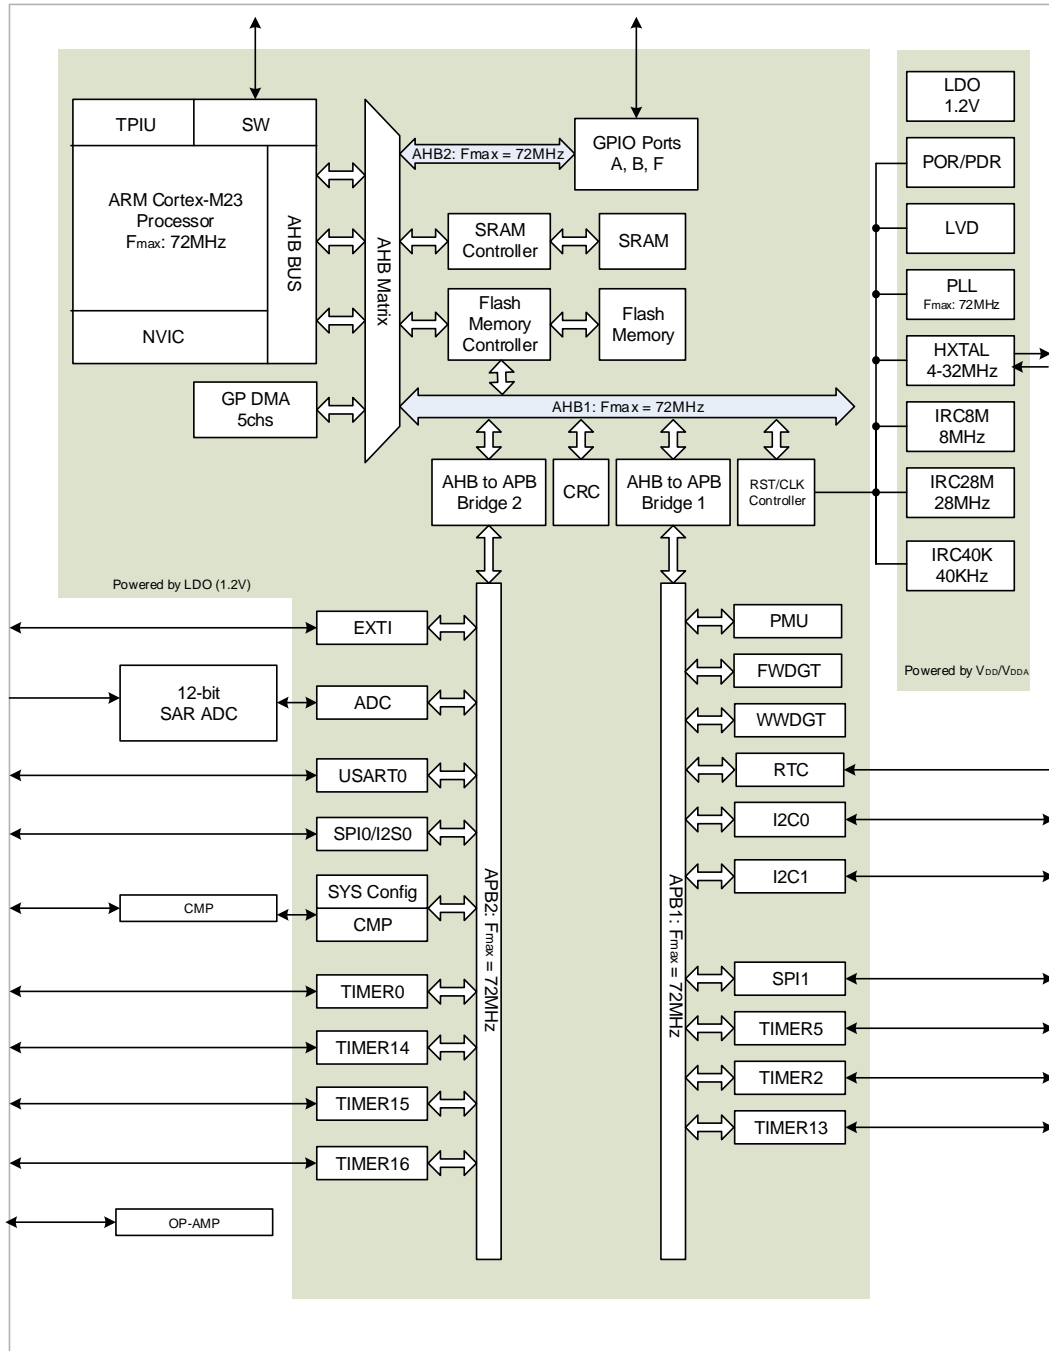 TPIU
SW
ARM Cortex-M23
Processor
Fmax: 72MHz
NVIC
AHB BUS
GP DMA
5chs
AHB Matrix
AHB2: Fmax = 72MHz
GPIO Ports
A, B, F
SRAM
Controller
SRAM
Flash
Memory
Controller
Flash
Memory
AHB1: Fmax = 72MHz
AHB to APB
Bridge 2
CRC
AHB to APB
Bridge 1
RST/CLK
Controller
Powered by LDO (1.2V)
LDO
1.2V
POR/PDR
LVD
PLL
Fmax: 72MHz
HXTAL
4-32MHz
IRC8M
8MHz
IRC28M
28MHz
IRC40K
40KHz
Powered by VDD/VDDA
EXTI
12-bit
SAR ADC
ADC
USART0
SPI0/I2S0
CMP
SYS Config
CMP
TIMER0
TIMER14
TIMER15
TIMER16
OP-AMP
APB2: Fmax = 72MHz
APB1: Fmax = 72MHz
PMU
FWDGT
WWDGT
RTC
I2C0
I2C1
SPI1
TIMER5
TIMER2
TIMER13